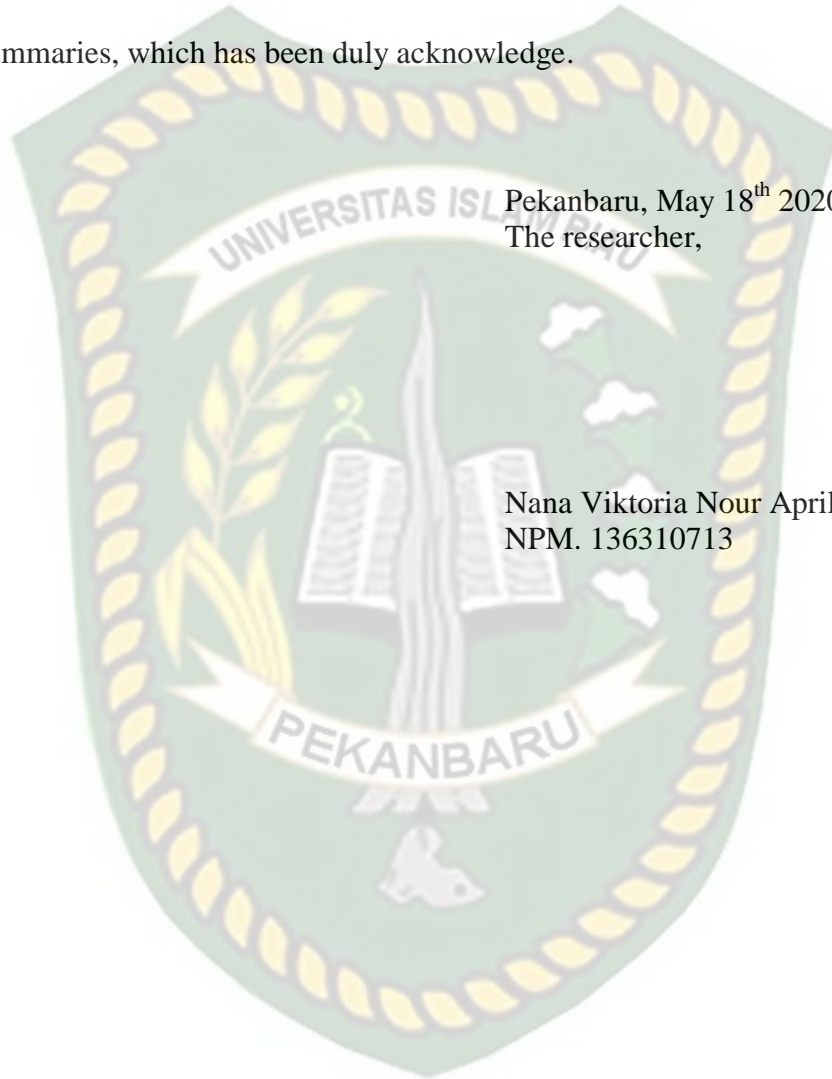 mmaries, which has been duly acknowledge.
UNIVERSITAS ISLAM RIAU
Pekanbaru, May 18th 2020
The researcher,
Nana Viktoria Nour April
NPM. 136310713
PEKANBARU